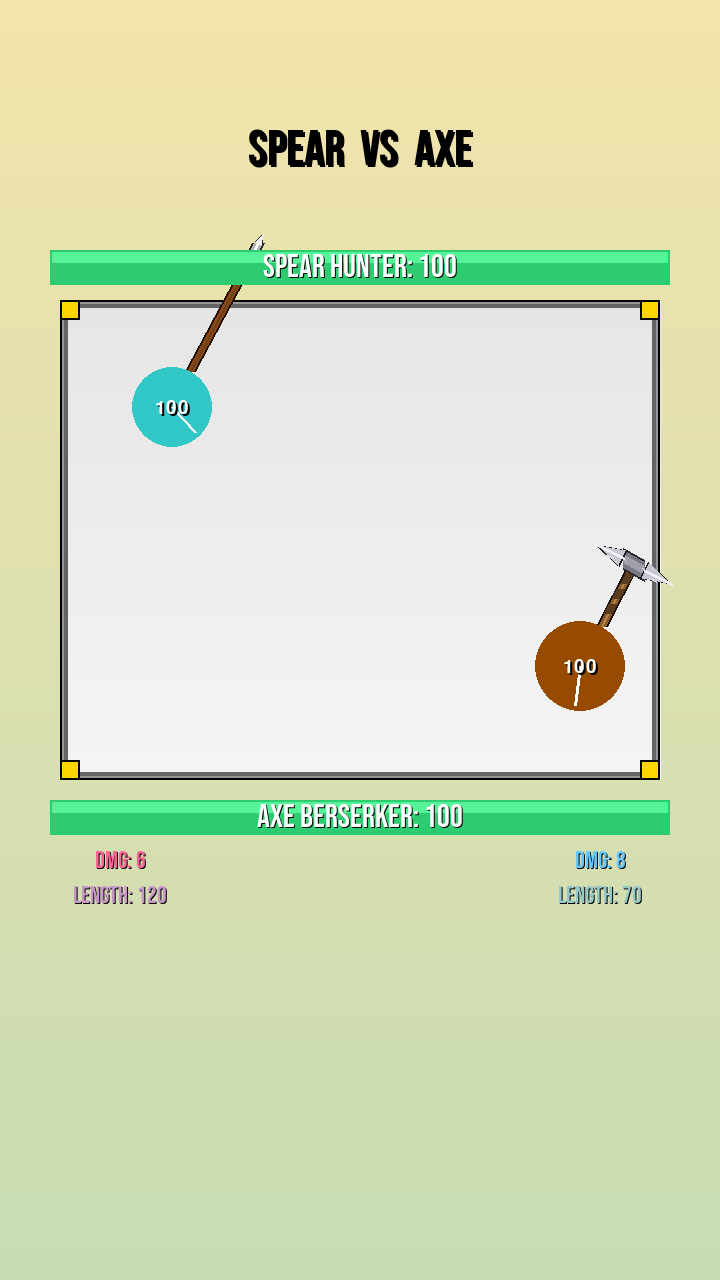 SPEAR VS AXE
SPEAR HUNTER: 100
100
100
AXE BERSERKER: 100
DMG: 6
DMG: 8
LENGTH: 120
LENGTH: 70